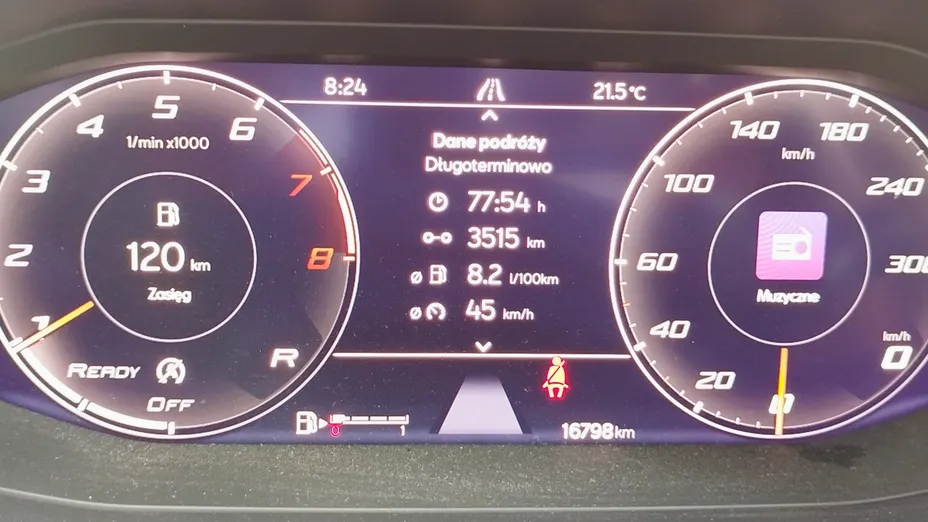 8:24
21.5°C
Dane podróży
Długoterminowo
77:54 h
3515 km
ø 8.2 l/100km
ø 45 km/h
1/min x1000
1
2
3
4
5
6
7
8
120 km
Zasięg
READY
OFF
R
0
1
16798 km
0
20
40
60
100
140
180
240
300
km/h
Muzyczne
km/h
0